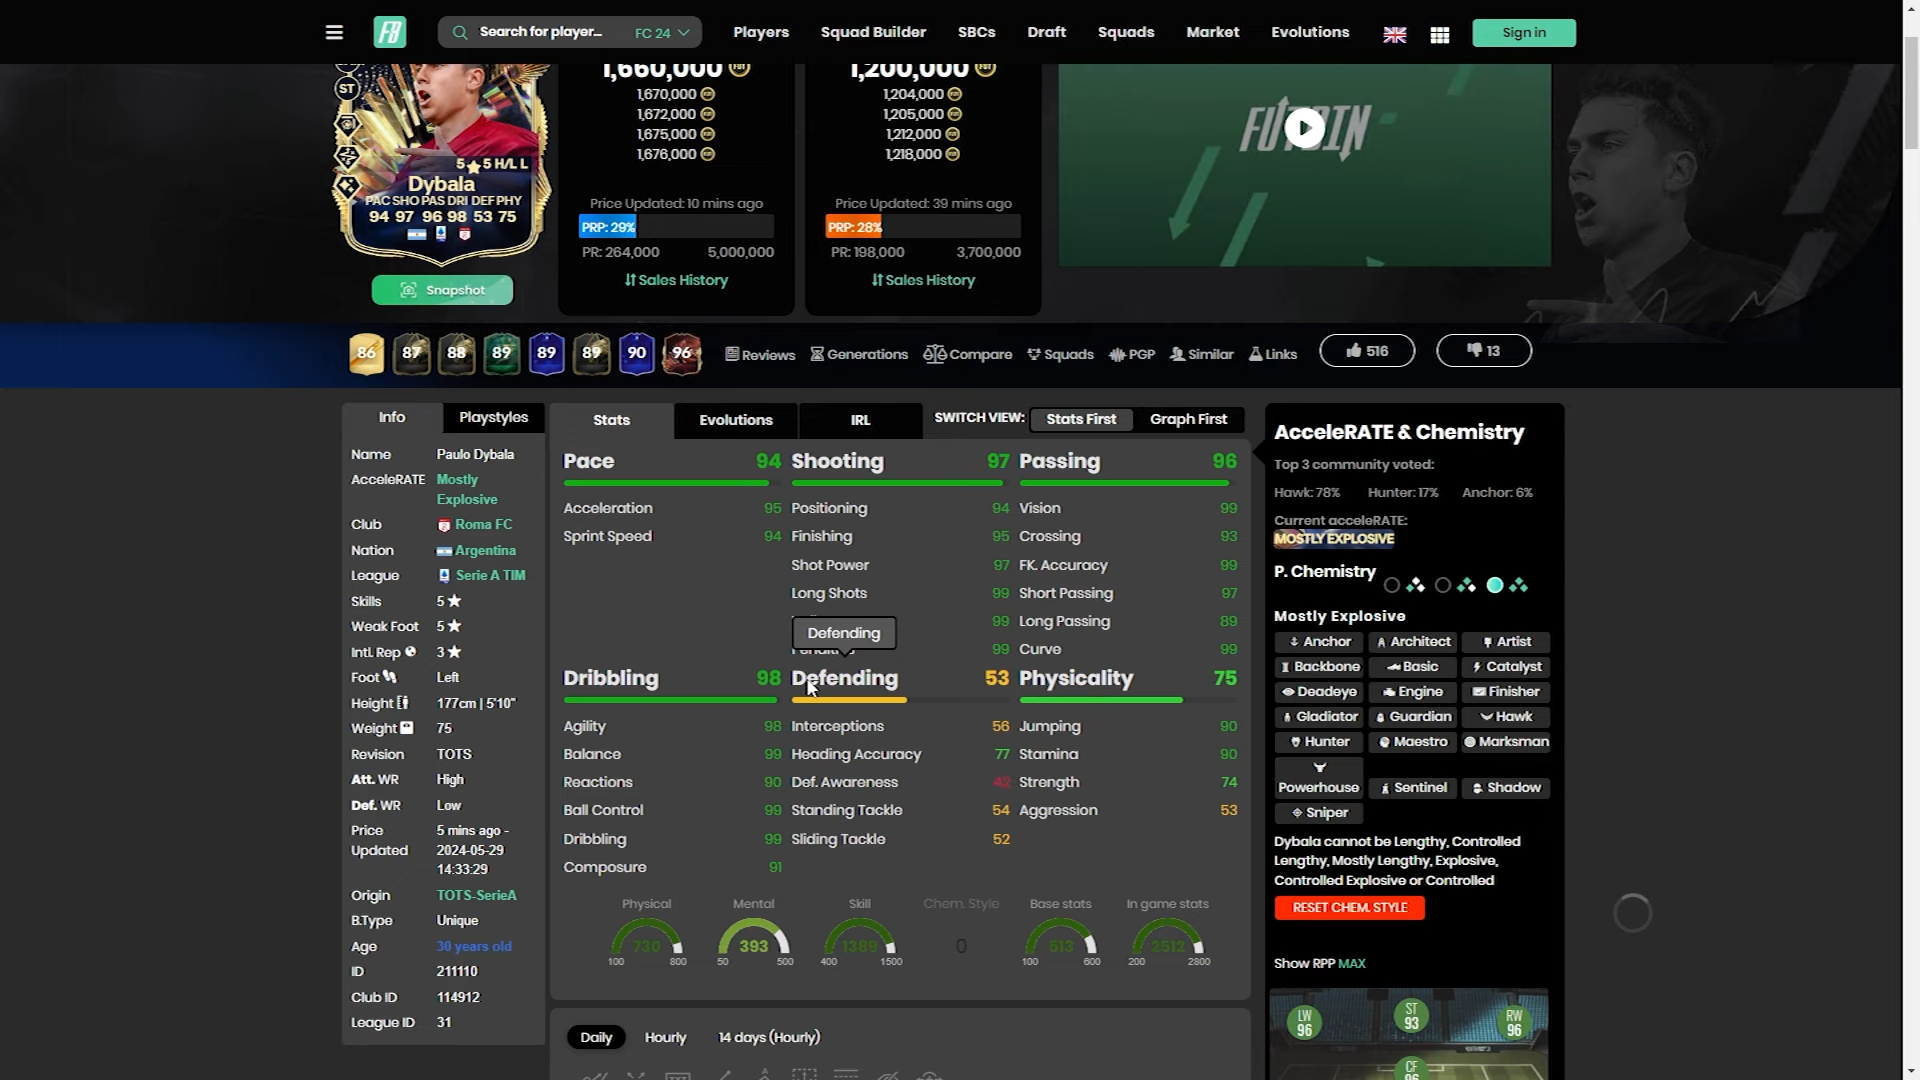 FB
Search for player...
FC 24
Players
Squad Builder
SBCs
Draft
Squads
Market
Evolutions
Sign in
ST
5 ★ 5 H/L L
Dybala
PAC SHO PAS DRI DEF PHY
94 97 96 98 53 75
Snapshot
1,660,000
1,670,000
1,672,000
1,675,000
1,676,000
Price Updated: 10 mins ago
PRP: 29%
PR: 264,000 5,000,000
Sales History
1,200,000
1,204,000
1,205,000
1,212,000
1,218,000
Price Updated: 39 mins ago
PRP: 28%
PR: 198,000 3,700,000
Sales History
FUTBIN
86 87 88 89 89 89 90 96
Reviews
Generations
Compare
Squads
PGP
Similar
Links
516
13
Info
Playstyles
Name Paulo Dybala
AcceleRATE Mostly
Explosive
Club Roma FC
Nation Argentina
League Serie A TIM
Skills 5 ★
Weak Foot 5 ★
Intl. Rep 3 ★
Foot Left
Height 177cm | 5'10"
Weight 75
Revision TOTS
Att. WR High
Def. WR Low
Price 5 mins ago -
Updated 2024-05-29
14:33:29
Origin TOTS-SerieA
B.Type Unique
Age 30 years old
ID 211110
Club ID 114912
League ID 31
Stats
Evolutions
IRL
SWITCH VIEW:
Stats First
Graph First
Pace 94
Acceleration 95
Sprint Speed 94
Shooting 97
Positioning 94
Finishing 95
Shot Power 97
Long Shots 99
99
99
Defending
Passing 96
Vision 99
Crossing 93
FK. Accuracy 99
Short Passing 97
Long Passing 89
Curve 99
Dribbling 98
Agility 98
Balance 99
Reactions 90
Ball Control 99
Dribbling 99
Composure 91
Defending 53
Interceptions 56
Heading Accuracy 77
Def. Awareness 42
Standing Tackle 54
Sliding Tackle 52
Physicality 75
Jumping 90
Stamina 90
Strength 74
Aggression 53
Physical
730
100 800
Mental
393
50 500
Skill
1389
400 1500
Chem. Style
0
Base stats
513
100 600
In game stats
2512
200 2800
Daily
Hourly
14 days (Hourly)
AcceleRATE & Chemistry
Top 3 community voted:
Hawk: 78% Hunter: 17% Anchor: 6%
Current acceleRATE:
MOSTLY EXPLOSIVE
P. Chemistry
Mostly Explosive
Anchor Architect Artist
Backbone Basic Catalyst
Deadeye Engine Finisher
Gladiator Guardian Hawk
Hunter Maestro Marksman
Powerhouse Sentinel Shadow
Sniper
Dybala cannot be Lengthy, Controlled
Lengthy, Mostly Lengthy, Explosive,
Controlled Explosive or Controlled
RESET CHEM. STYLE
Show RPP MAX
LW
96
ST
93
RW
96
CF